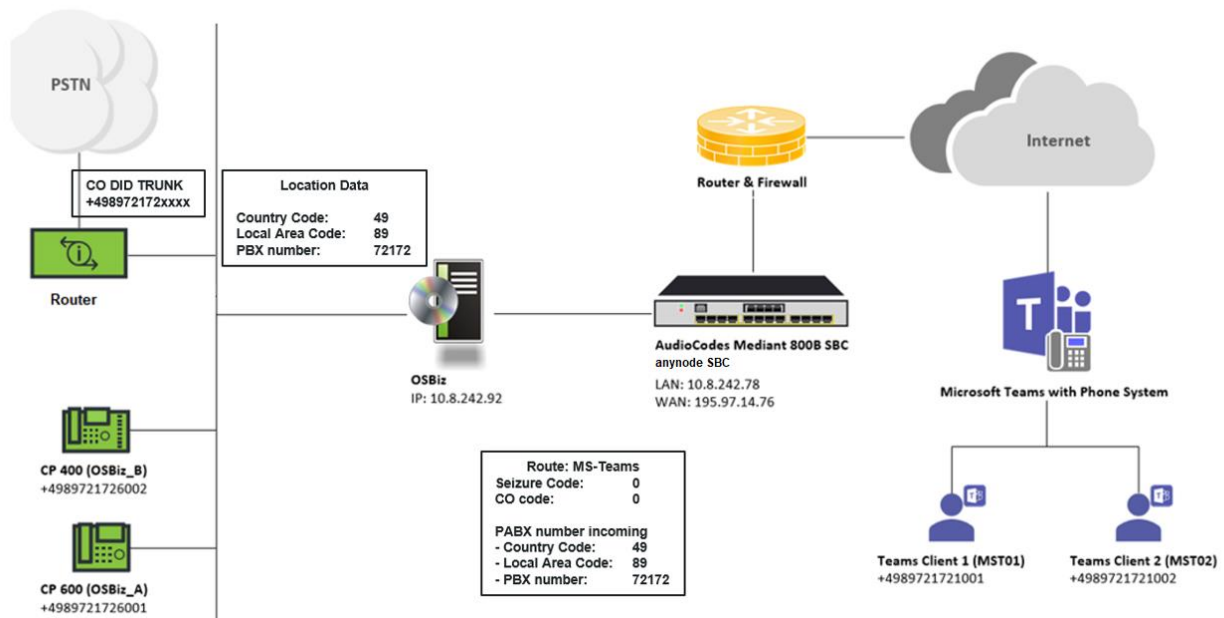 PSTN
CO DID TRUNK
+498972172xxxx
Router
Location Data
Country Code: 49
Local Area Code: 89
PBX number: 72172
OSBiz
IP: 10.8.242.92
Router & Firewall
Internet
AudioCodes Mediant 800B SBC
anynode SBC
LAN: 10.8.242.78
WAN: 195.97.14.76
T
Microsoft Teams with Phone System
CP 400 (OSBiz_B)
+4989721726002
CP 600 (OSBiz_A)
+4989721726001
Route: MS-Teams
Seizure Code: 0
CO code: 0
PABX number incoming
- Country Code: 49
- Local Area Code: 89
- PBX number: 72172
Teams Client 1 (MST01)
+4989721721001
Teams Client 2 (MST02)
+4989721721002